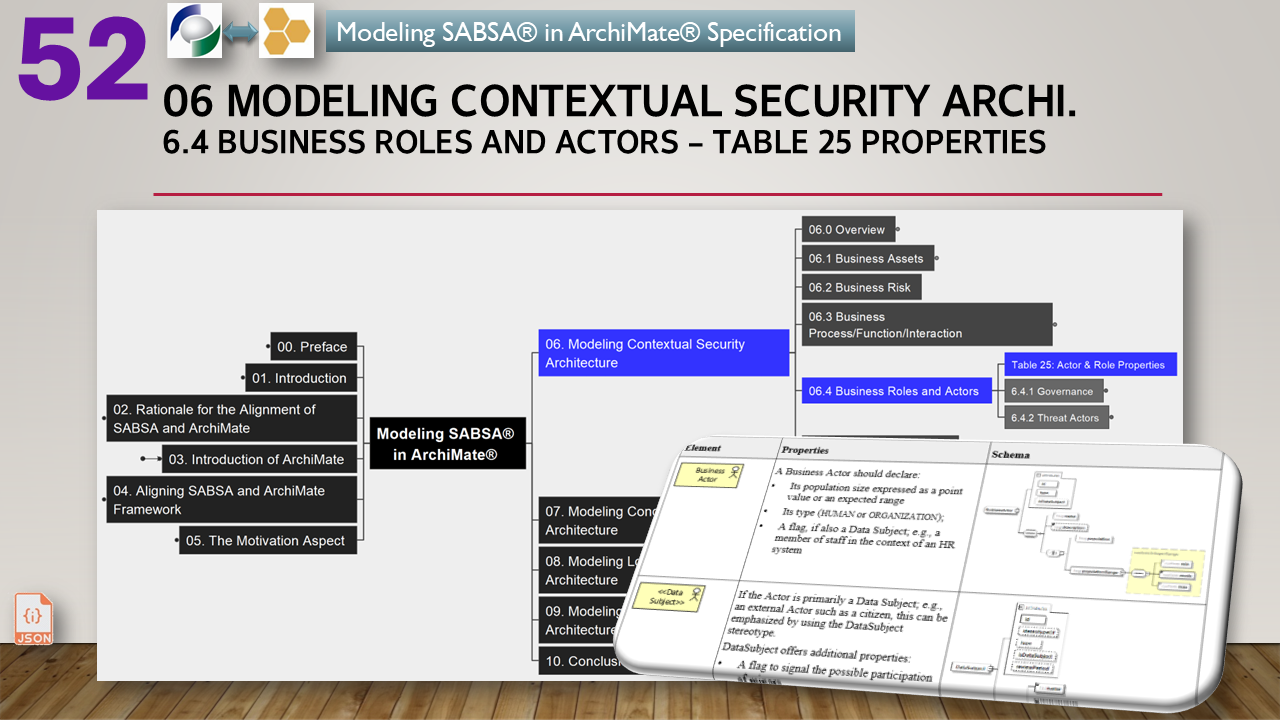 52
Modeling SABSA® in ArchiMate® Specification
06 MODELING CONTEXTUAL SECURITY ARCHI.
6.4 BUSINESS ROLES AND ACTORS – TABLE 25 PROPERTIES
00. Preface
01. Introduction
02. Rationale for the Alignment of
SABSA and ArchiMate
03. Introduction of ArchiMate
04. Aligning SABSA and ArchiMate
Framework
05. The Motivation Aspect
Modeling SABSA®
in ArchiMate®
06. Modeling Contextual Security
Architecture
06.0 Overview
06.1 Business Assets
06.2 Business Risk
06.3 Business
Process/Function/Interaction
06.4 Business Roles and Actors
Table 25: Actor & Role Properties
6.4.1 Governance
6.4.2 Threat Actors
07. Modeling Conc
Architecture
08. Modeling Lo
Architecture
09. Modeling
Architecture
10. Conclusi
Element
Properties
Schema
Business
Actor
A Business Actor should declare:
• Its population size expressed as a point
value or an expected range
• Its type (HUMAN or ORGANIZATION);
• A flag, if also a Data Subject; e.g., a
member of staff in the context of an HR
system
<<Data
Subject>>
If the Actor is primarily a Data Subject; e.g.,
an external Actor such as a citizen, this can be
emphasized by using the DataSubject
stereotype.
DataSubject offers additional properties:
• A flag to signal the possible participation
id
type
isDataSubject
id
type
isDataSubject
JSON